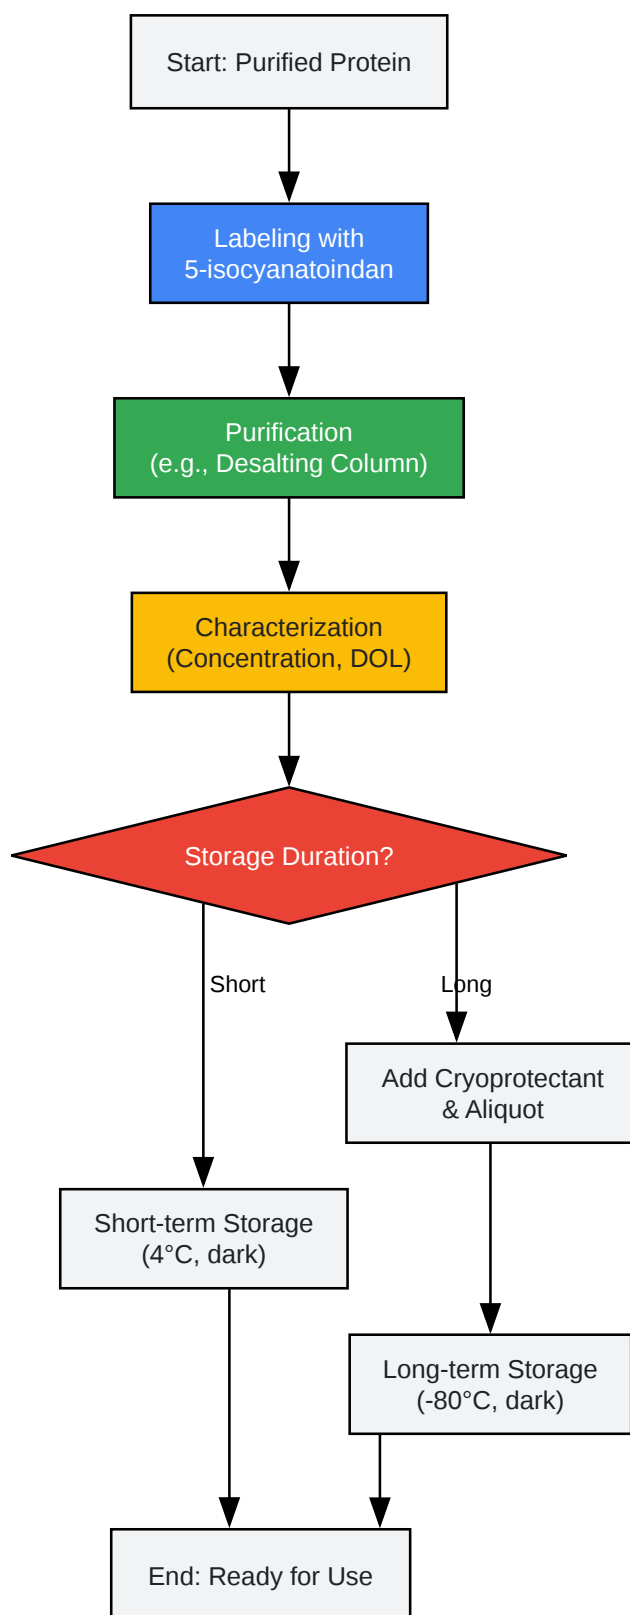 Start: Purified Protein
Labeling with
5-isocyanatoindan
Purification
(e.g., Desalting Column)
Characterization
(Concentration, DOL)
Storage Duration?
Short
Long
Add Cryoprotectant
& Aliquot
Short-term Storage
(4°C, dark)
Long-term Storage
(-80°C, dark)
End: Ready for Use